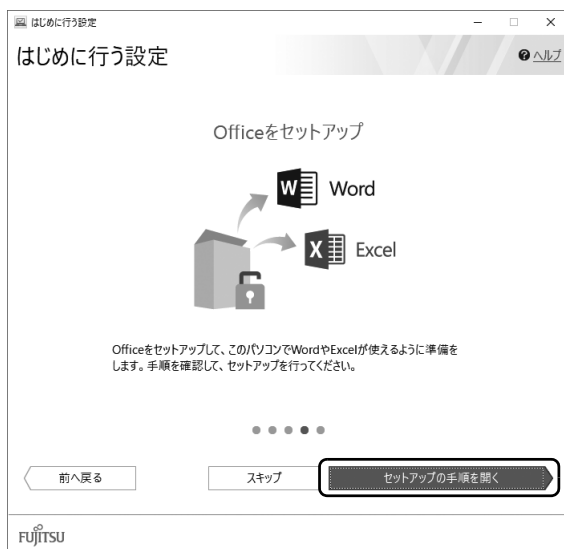 はじめに行う設定
はじめに行う設定
ヘルプ
Officeをセットアップ
W Word
X Excel
Officeをセットアップして、このパソコンでWordやExcelが使えるように準備を
します。手順を確認して、セットアップを行ってください。
前へ戻る
スキップ
セットアップの手順を開く
FUJITSU